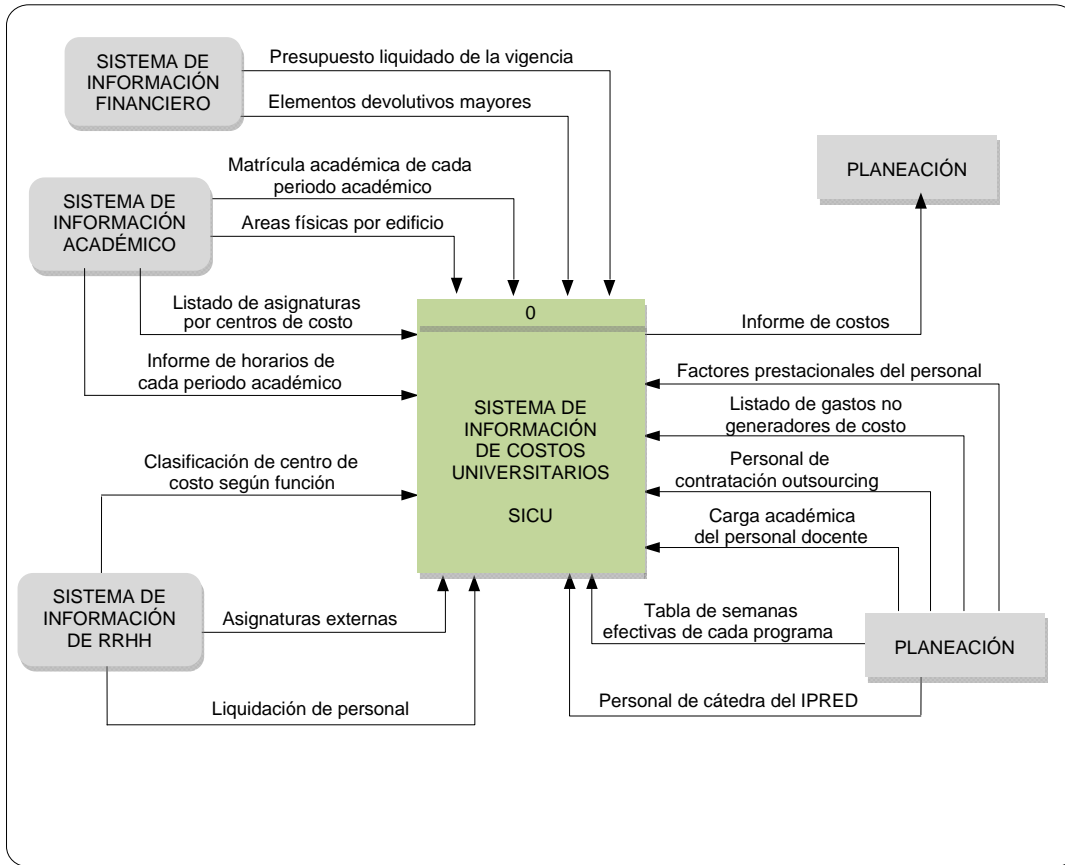 SISTEMA DE
INFORMACIÓN
FINANCIERO
Presupuesto liquidado de la vigencia
Elementos devolutivos mayores
SISTEMA DE
INFORMACIÓN
ACADÉMICO
Matrícula académica de cada
periodo académico
Areas físicas por edificio
Listado de asignaturas
por centros de costo
Informe de horarios de
cada periodo académico
PLANEACIÓN
0
SISTEMA DE
INFORMACIÓN
DE COSTOS
UNIVERSITARIOS
SICU
Informe de costos
Factores prestacionales del personal
Listado de gastos no
generadores de costo
Personal de
contratación outsourcing
Carga académica
del personal docente
Clasificación de centro de
costo según función
SISTEMA DE
INFORMACIÓN
DE RRHH
Asignaturas externas
Liquidación de personal
Tabla de semanas
efectivas de cada programa
PLANEACIÓN
Personal de cátedra del IPRED